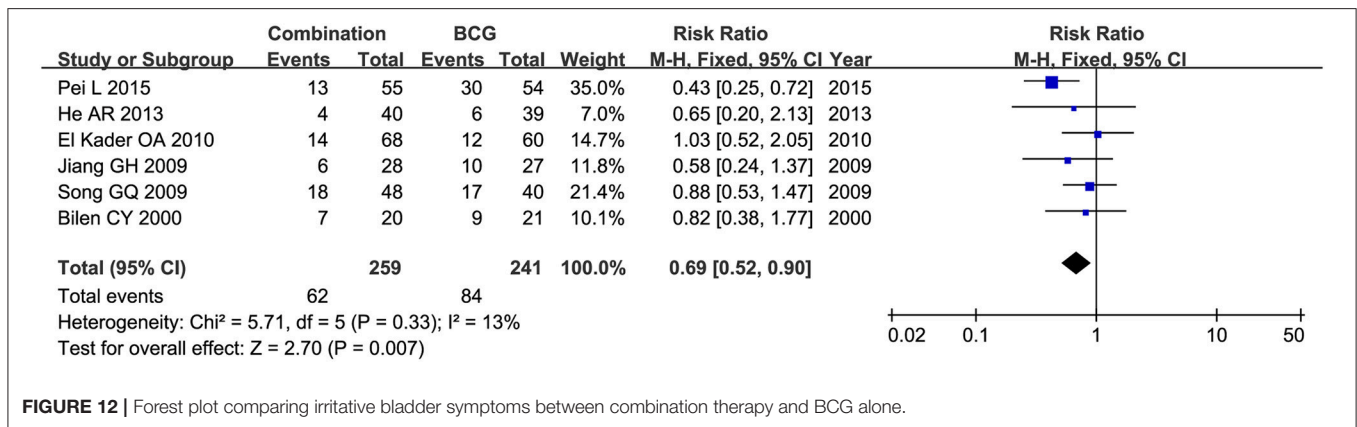 Combination BCG Risk Ratio Risk Ratio
Study or Subgroup Events Total Events Total Weight M-H, Fixed, 95% CI Year M-H, Fixed, 95% CI
Pei L 2015 13 55 30 54 35.0% 0.43 [0.25, 0.72] 2015
He AR 2013 4 40 6 39 7.0% 0.65 [0.20, 2.13] 2013
El Kader OA 2010 14 68 12 60 14.7% 1.03 [0.52, 2.05] 2010
Jiang GH 2009 6 28 10 27 11.8% 0.58 [0.24, 1.37] 2009
Song GQ 2009 18 48 17 40 21.4% 0.88 [0.53, 1.47] 2009
Bilen CY 2000 7 20 9 21 10.1% 0.82 [0.38, 1.77] 2000
Total (95% CI) 259 241 100.0% 0.69 [0.52, 0.90]
Total events 62 84
Heterogeneity: Chi² = 5.71, df = 5 (P = 0.33); I² = 13%
Test for overall effect: Z = 2.70 (P = 0.007)
0.02 0.1 1 10 50
FIGURE 12 | Forest plot comparing irritative bladder symptoms between combination therapy and BCG alone.